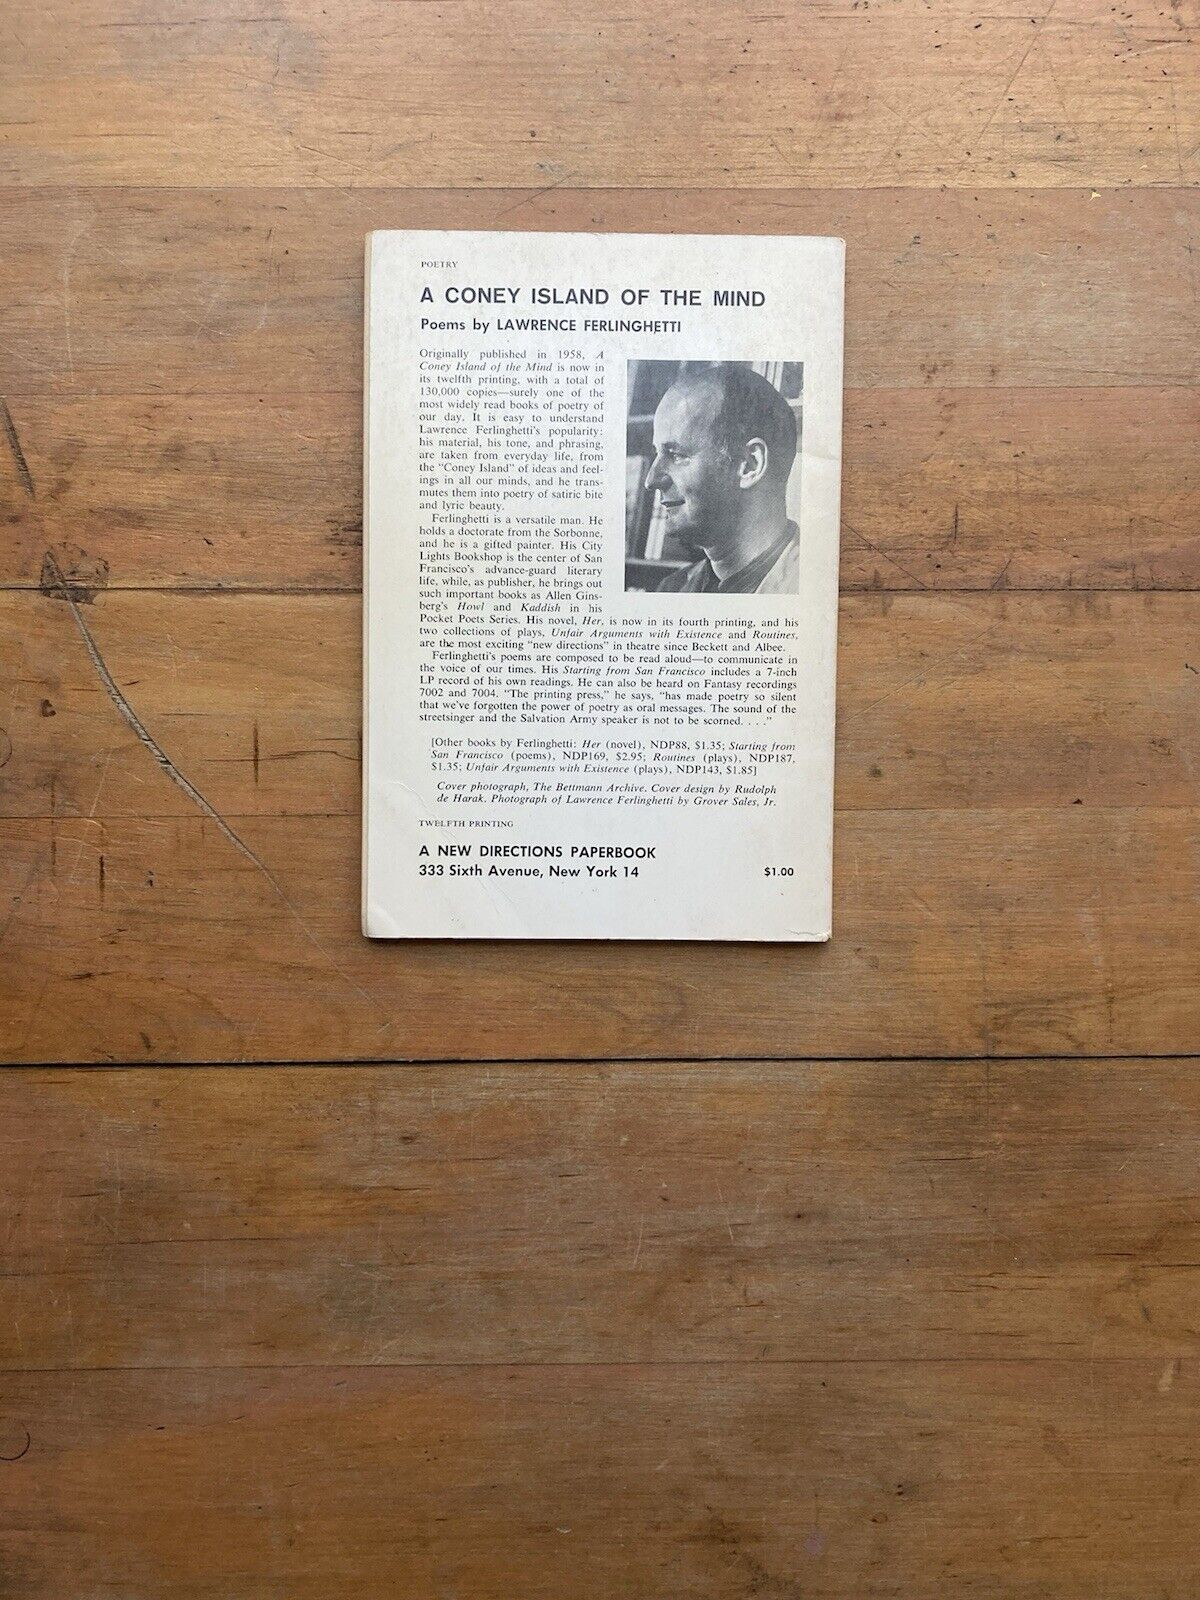 POETRY
A CONEY ISLAND OF THE MIND
Poems by LAWRENCE FERLINGHETTI
Originally published in 1958, A
Coney Island of the Mind is now in
its twelfth printing, with a total of
130,000 copies—surely one of the
most widely read books of poetry of
our day. It is easy to understand
Lawrence Ferlinghetti's popularity:
his material, his tone, and phrasing,
are taken from everyday life, from
the "Coney Island" of ideas and feel-
ings in all our minds, and he trans-
mutes them into poetry of satiric bite
and lyric beauty.
Ferlinghetti is a versatile man. He
holds a doctorate from the Sorbonne,
and he is a gifted painter. His City
Lights Bookshop is the center of San
Francisco's advance-guard literary
life, while, as publisher, he brings out
such important books as Allen Gins-
berg's Howl and Kaddish in his
Pocket Poets Series. His novel, Her, is now in its fourth printing, and his
two collections of plays, Unfair Arguments with Existence and Routines,
are the most exciting "new directions" in theatre since Beckett and Albee.
Ferlinghetti's poems are composed to be read aloud—to communicate in
the voice of our times. His Starting from San Francisco includes a 7-inch
LP record of his own readings. He can also be heard on Fantasy recordings
7002 and 7004. "The printing press," he says, "has made poetry so silent
that we've forgotten the power of poetry as oral messages. The sound of the
streetsinger and the Salvation Army speaker is not to be scorned. . . ."
[Other books by Ferlinghetti: Her (novel), NDP88, $1.35; Starting from
San Francisco (poems), NDP169, $2.95; Routines (plays), NDP187,
$1.35; Unfair Arguments with Existence (plays), NDP143, $1.85]
Cover photograph, The Bettmann Archive. Cover design by Rudolph
de Harak. Photograph of Lawrence Ferlinghetti by Grover Sales, Jr.
TWELFTH PRINTING
A NEW DIRECTIONS PAPERBOOK
333 Sixth Avenue, New York 14 $1.00